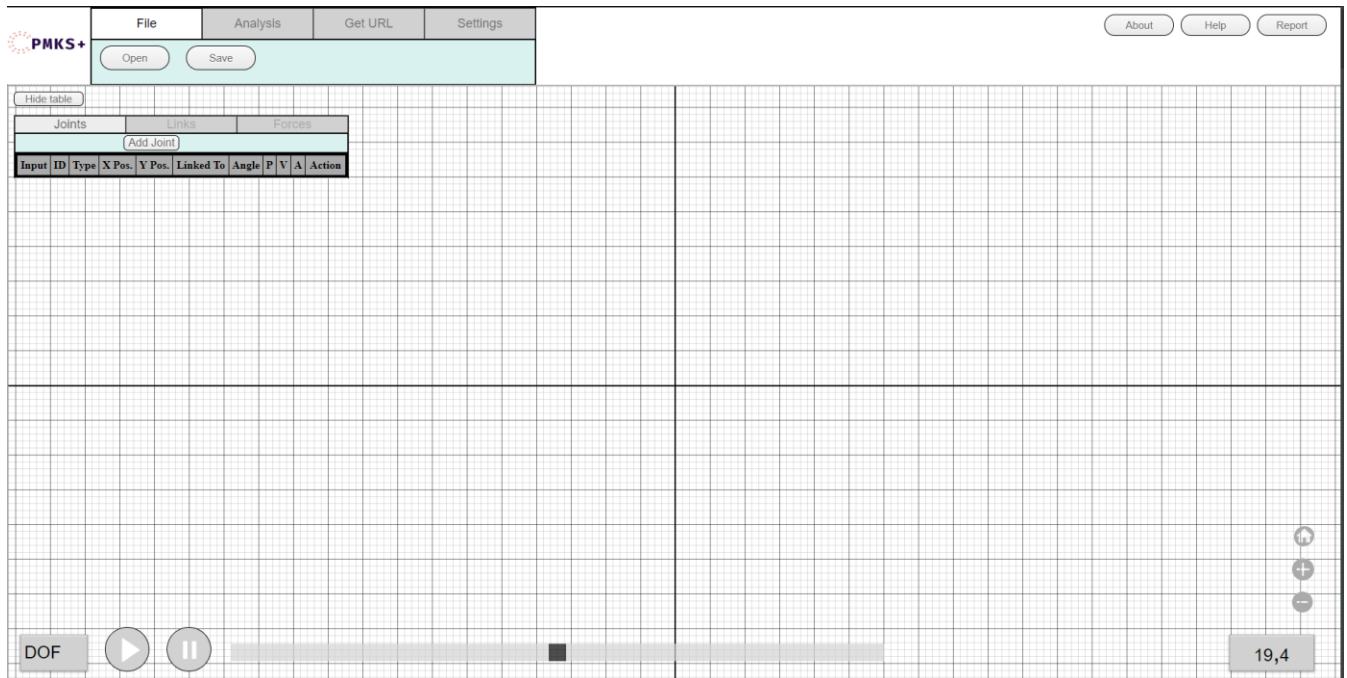 PMKS+
File Analysis Get URL Settings
Open Save
About Help Report
Hide table
Joints Links Forces
Add Joint
Input ID Type X Pos. Y Pos. Linked To Angle P V A Action
DOF
19,4